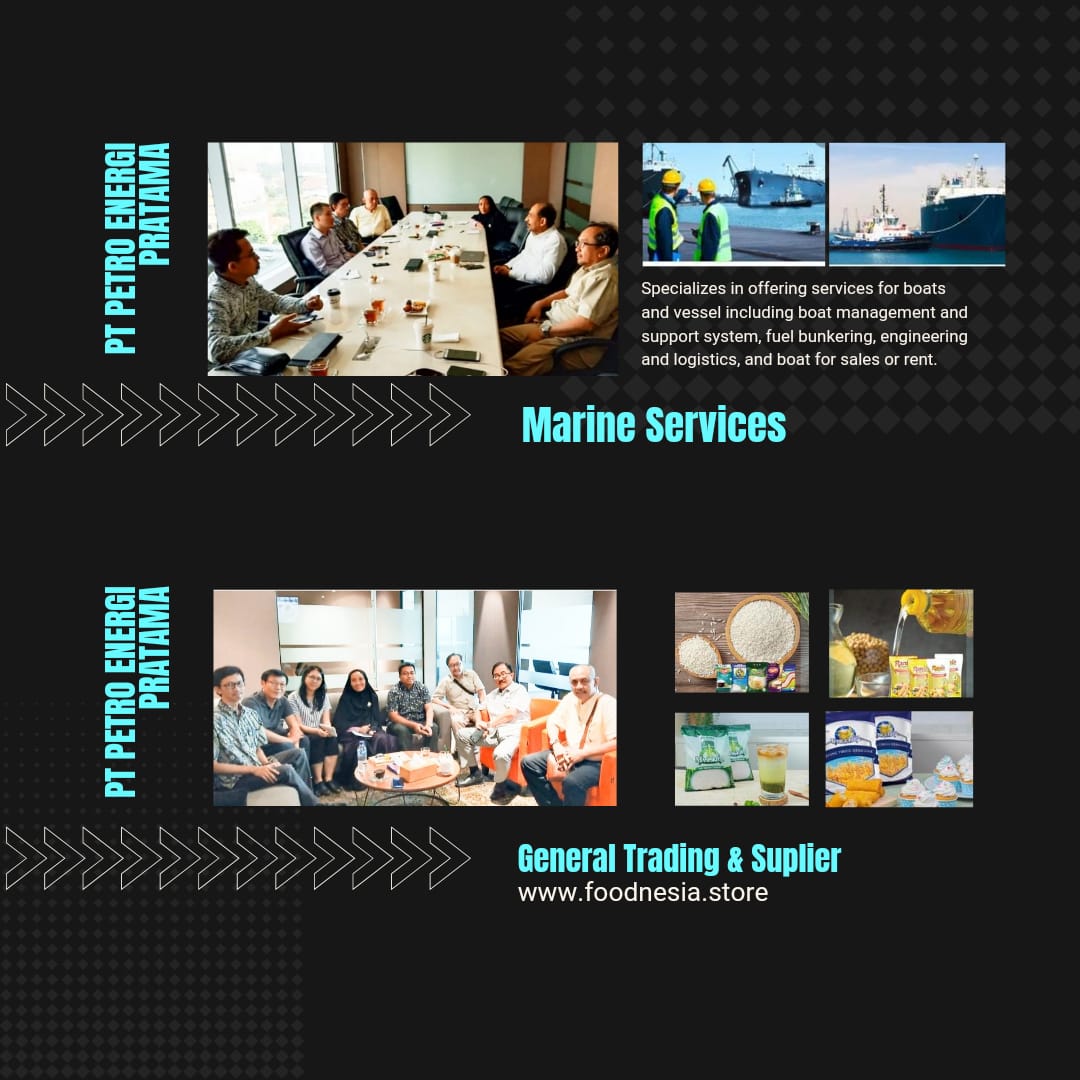 PT PETRO ENERGI
PRATAMA
Specializes in offering services for boats
and vessel including boat management and
support system, fuel bunkering, engineering
and logistics, and boat for sales or rent.
Marine Services
PT PETRO ENERGI
PRATAMA
General Trading & Suplier
www.foodnesia.store